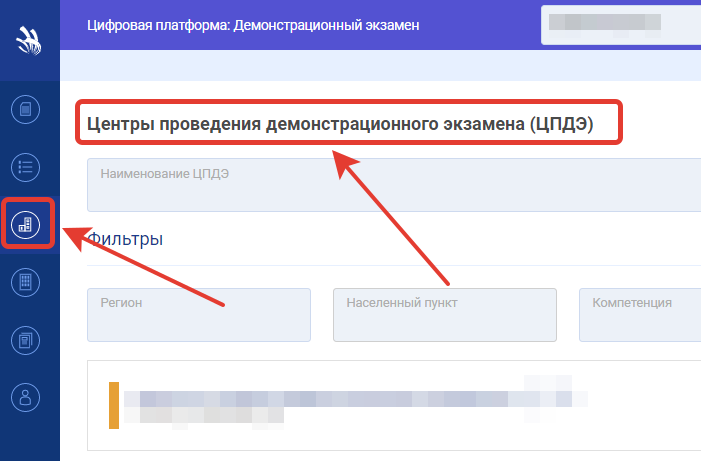 Цифровая платформа: Демонстрационный экзамен
Центры проведения демонстрационного экзамена (ЦПДЭ)
Наименование ЦПДЭ
Фильтры
Регион
Населенный пункт
Компетенция